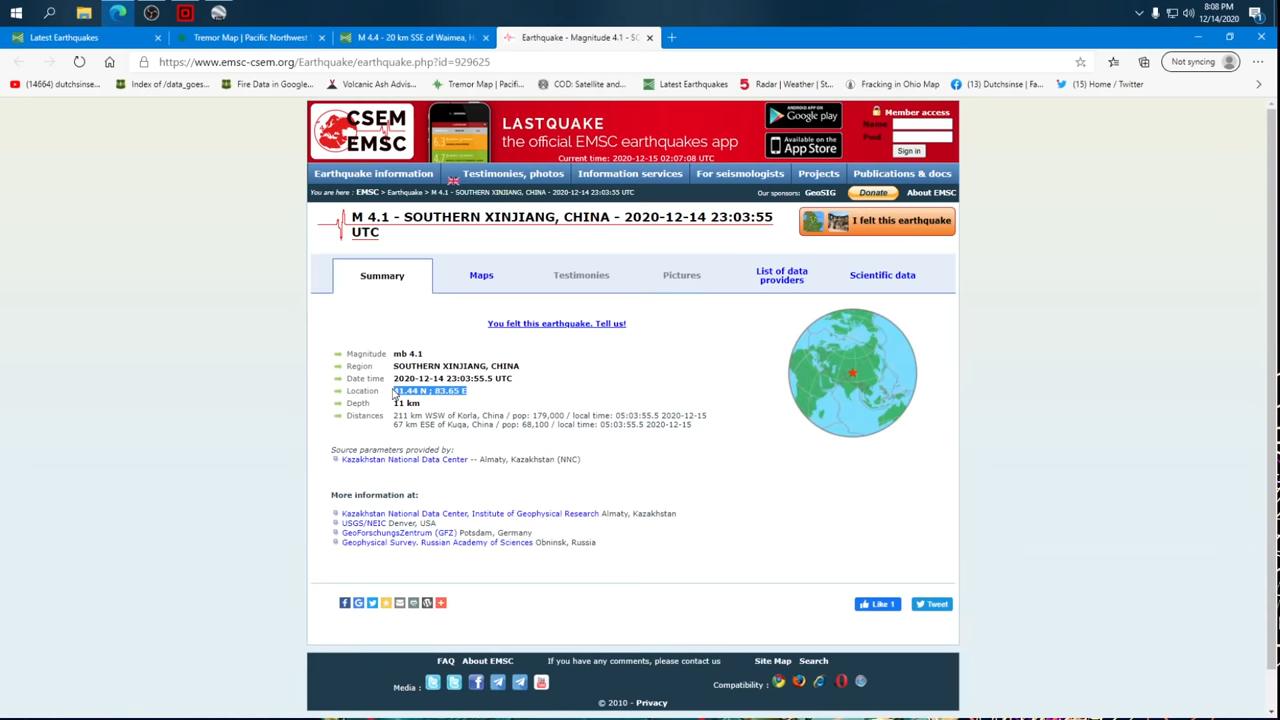 8:08 PM
12/14/2020
Latest Earthquakes
Tremor Map | Pacific Northwest S
M 4.4 - 20 km SSE of Waimea, H
Earthquake - Magnitude 4.1 - SO
https://www.emsc-csem.org/Earthquake/earthquake.php?id=929625
Not syncing
(14664) dutchsinse...
Index of /data_goes...
Fire Data in Google...
Volcanic Ash Advis...
Tremor Map | Pacifi...
COD: Satellite and...
Latest Earthquakes
Radar | Weather | St...
Fracking in Ohio Map
(13) Dutchsinse | Fa...
(15) Home / Twitter
CSEM
EMSC
LASTQUAKE
the official EMSC earthquakes app
Current time: 2020-12-15 02:07:08 UTC
ANDROID APP ON
Google play
Available on the
App Store
Member access
Name
Pwd
Sign in
Earthquake information
Testimonies, photos
Information services
For seismologists
Projects
Publications & docs
You are here : EMSC > Earthquake > M 4.1 - SOUTHERN XINJIANG, CHINA - 2020-12-14 23:03:55 UTC
Our sponsors: GeoSIG
Donate
About EMSC
M 4.1 - SOUTHERN XINJIANG, CHINA - 2020-12-14 23:03:55
UTC
I felt this earthquake
Summary
Maps
Testimonies
Pictures
List of data
providers
Scientific data
You felt this earthquake. Tell us!
Magnitude mb 4.1
Region SOUTHERN XINJIANG, CHINA
Date time 2020-12-14 23:03:55.5 UTC
Location 41.44 N ; 83.65 E
Depth 11 km
Distances 211 km WSW of Korla, China / pop: 179,000 / local time: 05:03:55.5 2020-12-15
67 km ESE of Kuqa, China / pop: 68,100 / local time: 05:03:55.5 2020-12-15
Source parameters provided by:
Kazakhstan National Data Center -- Almaty, Kazakhstan (NNC)
More information at:
Kazakhstan National Data Center, Institute of Geophysical Research Almaty, Kazakhstan
USGS/NEIC Denver, USA
GeoForschungsZentrum (GFZ) Potsdam, Germany
Geophysical Survey. Russian Academy of Sciences Obninsk, Russia
Like 1
Tweet
FAQ
About EMSC
If you have any comments, please contact us
Site Map
Search
Media :
Compatibility :
© 2010 - Privacy